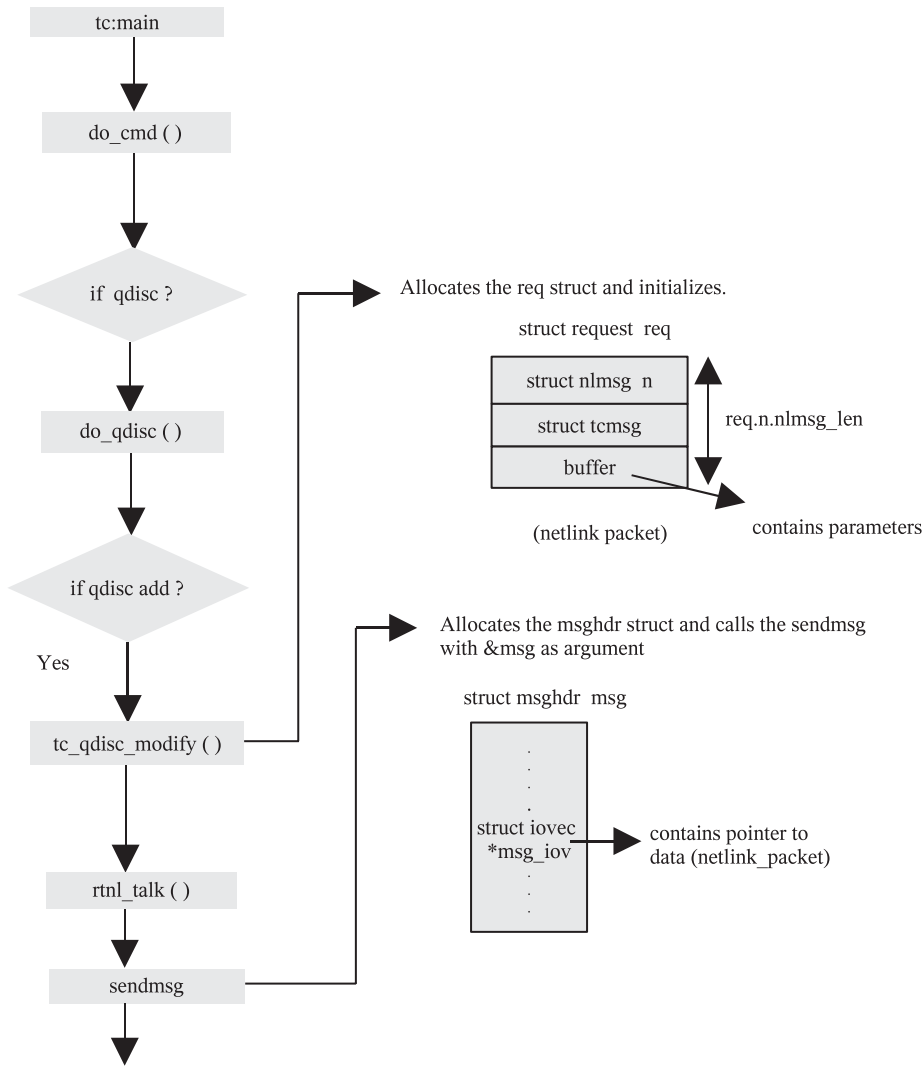 tc:main
do_cmd ( )
if qdisc ?
do_qdisc ( )
if qdisc add ?
Yes
tc_qdisc_modify ( )
rtnl_talk ( )
sendmsg
Allocates the req struct and initializes.
struct request req
struct nlmsg n
struct tcmsg
buffer
req.n.nlmsg_len
contains parameters
(netlink packet)
Allocates the msghdr struct and calls the sendmsg
with &msg as argument
struct msghdr msg
struct iovec
*msg_iov
contains pointer to
data (netlink_packet)